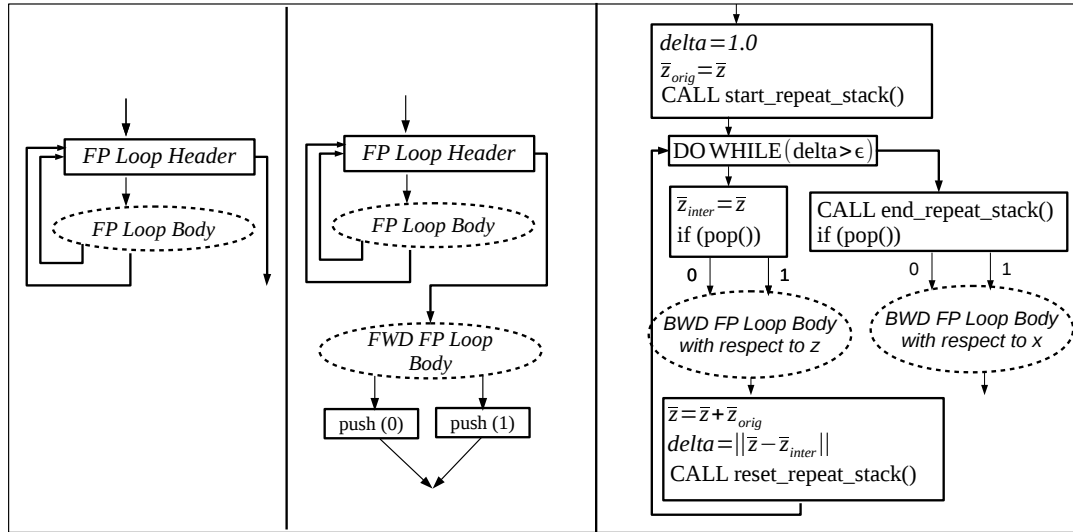 FP Loop Header
FP Loop Body
FP Loop Header
FP Loop Body
FWD FP Loop
Body
push (0)
push (1)
delta=1.0
z̅orig=z̅
CALL start_repeat_stack()
DO WHILE(delta>ϵ)
z̅inter=z̅
if (pop())
0
1
BWD FP Loop Body
with respect to z
z̅=z̅+z̅orig
delta=||z̅−z̅inter||
CALL reset_repeat_stack()
CALL end_repeat_stack()
if (pop())
0
1
BWD FP Loop Body
with respect to x